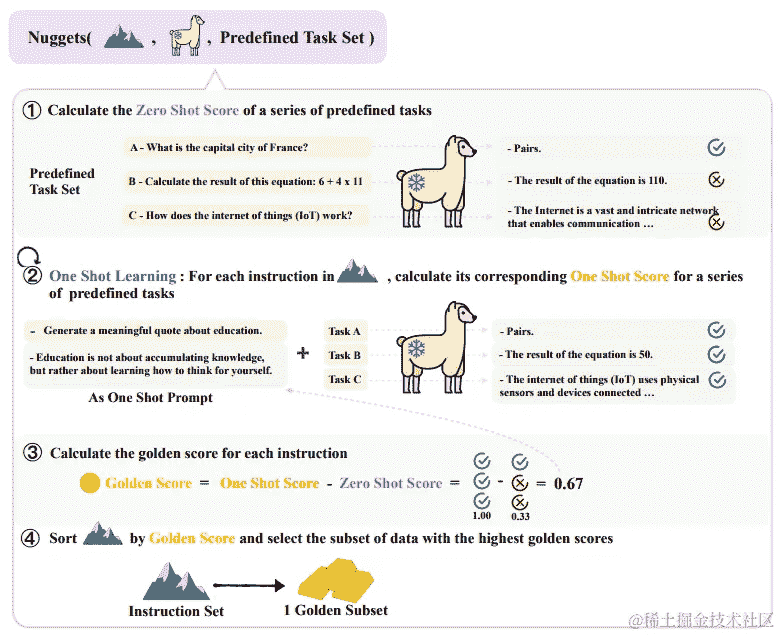 Nuggets( , , Predefined Task Set )
① Calculate the Zero Shot Score of a series of predefined tasks
Predefined
Task Set
A - What is the capital city of France?
B - Calculate the result of this equation: 6 + 4 x 11
C - How does the internet of things (IoT) work?
- Pairs.
- The result of the equation is 110.
- The Internet is a vast and intricate network
that enables communication ...
② One Shot Learning : For each instruction in , calculate its corresponding One Shot Score for a series
of predefined tasks
- Generate a meaningful quote about education.
- Education is not about accumulating knowledge,
but rather about learning how to think for yourself.
As One Shot Prompt
+
Task A
Task B
Task C
- Pairs.
- The result of the equation is 50.
- The internet of things (IoT) uses physical
sensors and devices connected ...
③ Calculate the golden score for each instruction
Golden Score = One Shot Score - Zero Shot Score = - = 0.67
1.00 0.33
④ Sort by Golden Score and select the subset of data with the highest golden scores
Instruction Set
1 Golden Subset
@稀土掘金技术社区